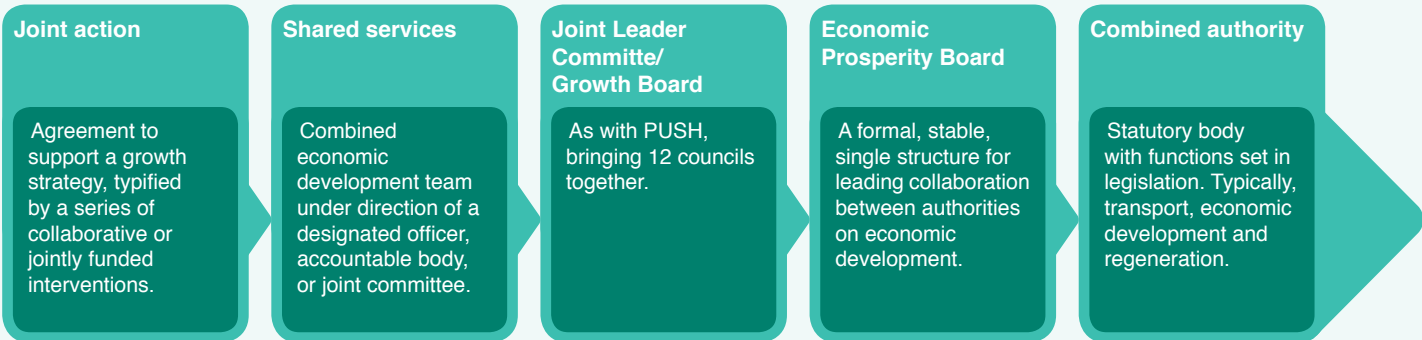 Joint action
Agreement to
support a growth
strategy, typified
by a series of
collaborative or
jointly funded
interventions.
Shared services
Combined
economic
development team
under direction of a
designated officer,
accountable body,
or joint committee.
Joint Leader
Committe/
Growth Board
As with PUSH,
bringing 12 councils
together.
Economic
Prosperity Board
A formal, stable,
single structure for
leading collaboration
between authorities
on economic
development.
Combined authority
Statutory body
with functions set in
legislation. Typically,
transport, economic
development and
regeneration.